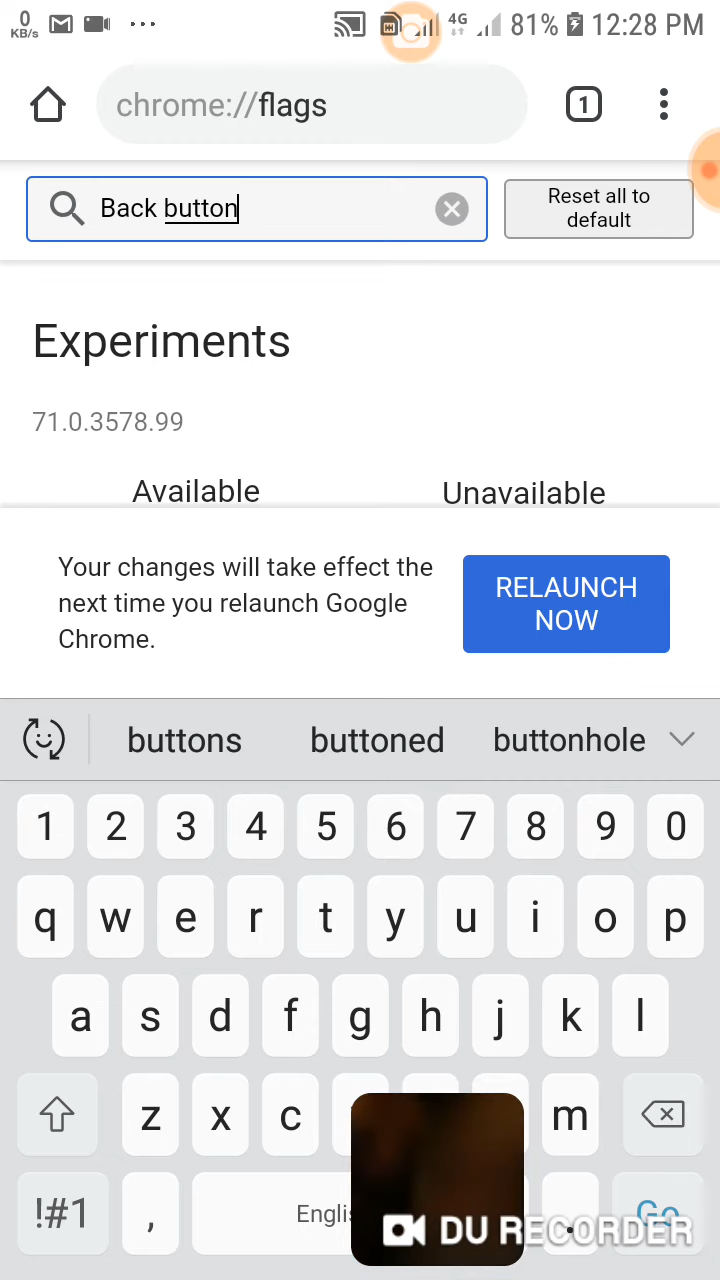 0
KB/s
4G
81%
12:28 PM
chrome://flags
1
Back button
Reset all to
default
Experiments
71.0.3578.99
Available
Unavailable
Your changes will take effect the
next time you relaunch Google
Chrome.
RELAUNCH
NOW
buttons buttoned buttonhole
1 2 3 4 5 6 7 8 9 0
q w e r t y u i o p
a s d f g h j k l
z x c m
!#1 , . Go
DU RECORDER